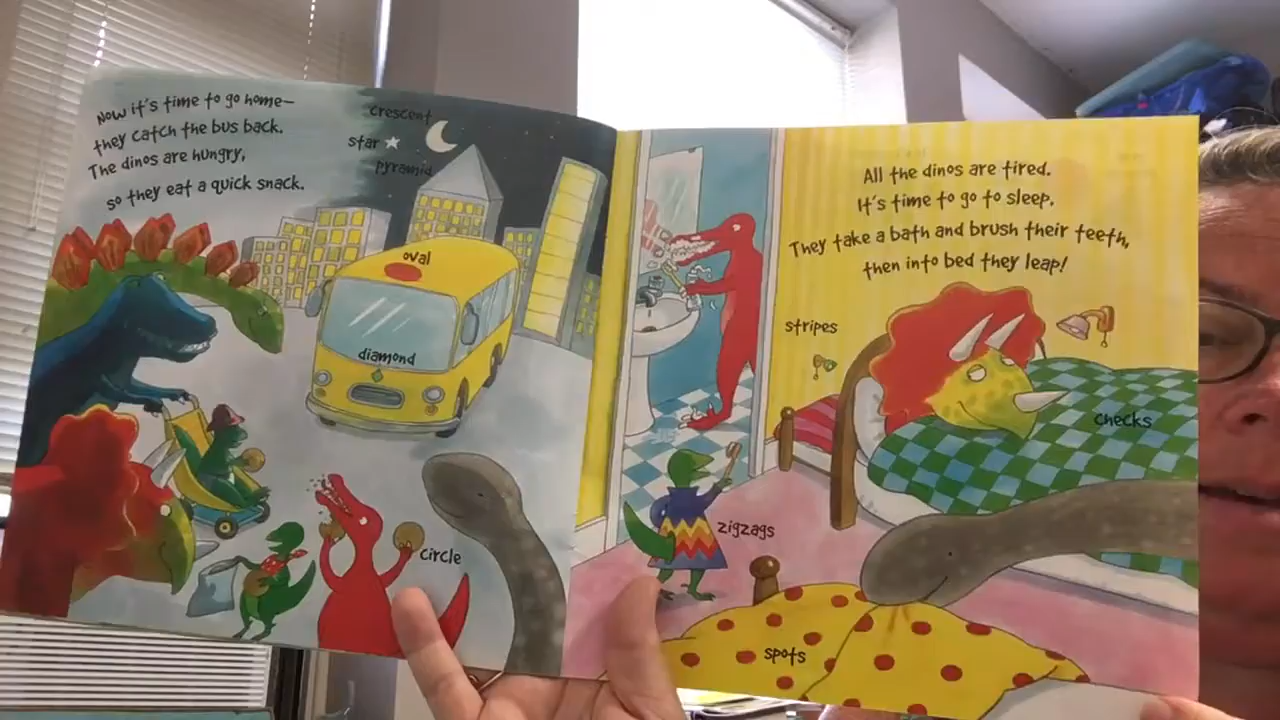 Now it's time to go home—
they catch the bus back.
The dinos are hungry,
so they eat a quick snack.
crescent
star
pyramid
oval
diamond
circle
All the dinos are tired.
It's time to go to sleep.
They take a bath and brush their teeth,
then into bed they leap!
stripes
checks
zigzags
spots